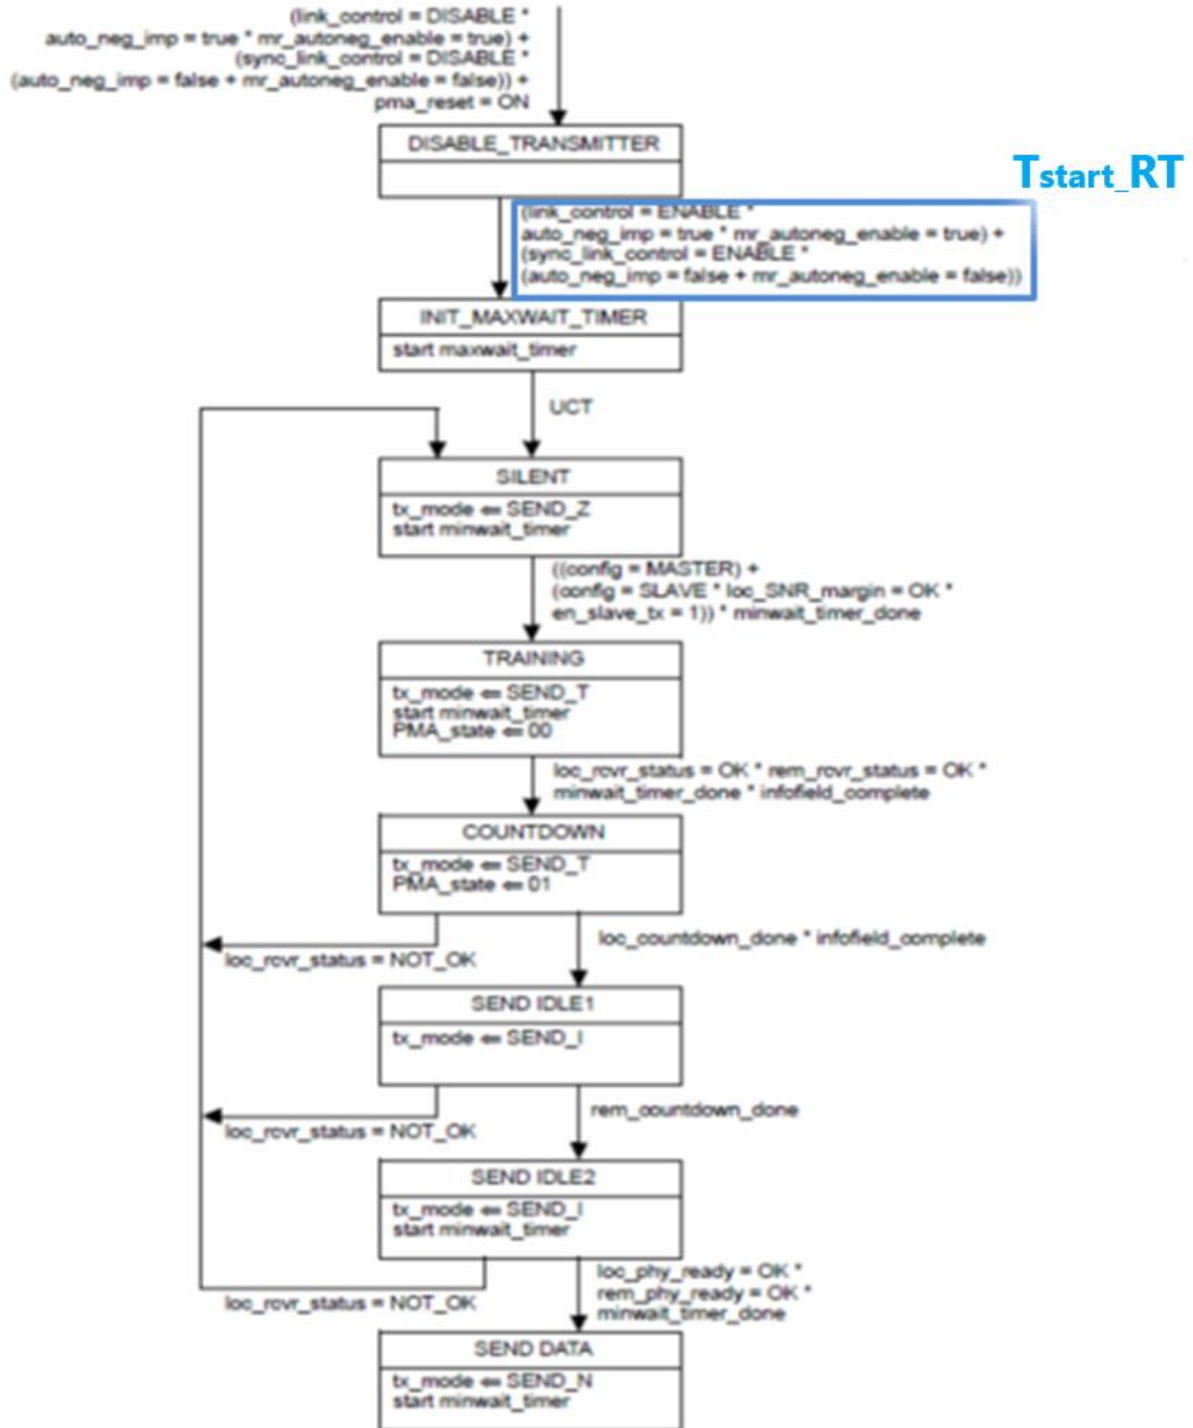 (link_control = DISABLE *
auto_neg_imp = true * mr_autoneg_enable = true) +
(sync_link_control = DISABLE *
(auto_neg_imp = false + mr_autoneg_enable = false)) +
pma_reset = ON
DISABLE_TRANSMITTER
Tstart_RT
(link_control = ENABLE *
auto_neg_imp = true * mr_autoneg_enable = true) +
(sync_link_control = ENABLE *
(auto_neg_imp = false + mr_autoneg_enable = false))
INIT_MAXWAIT_TIMER
start maxwait_timer
UCT
SILENT
tx_mode ⇐ SEND_Z
start minwait_timer
((config = MASTER) +
(config = SLAVE * loc_SNR_margin = OK *
en_slave_tx = 1)) * minwait_timer_done
TRAINING
tx_mode ⇐ SEND_T
start minwait_timer
PMA_state ⇐ 00
loc_rcvr_status = OK * rem_rcvr_status = OK *
minwait_timer_done * infofield_complete
COUNTDOWN
tx_mode ⇐ SEND_T
PMA_state ⇐ 01
loc_countdown_done * infofield_complete
loc_rcvr_status = NOT_OK
SEND IDLE1
tx_mode ⇐ SEND_I
rem_countdown_done
loc_rcvr_status = NOT_OK
SEND IDLE2
tx_mode ⇐ SEND_I
start minwait_timer
loc_phy_ready = OK *
rem_phy_ready = OK *
minwait_timer_done
loc_rcvr_status = NOT_OK
SEND DATA
tx_mode ⇐ SEND_N
start minwait_timer